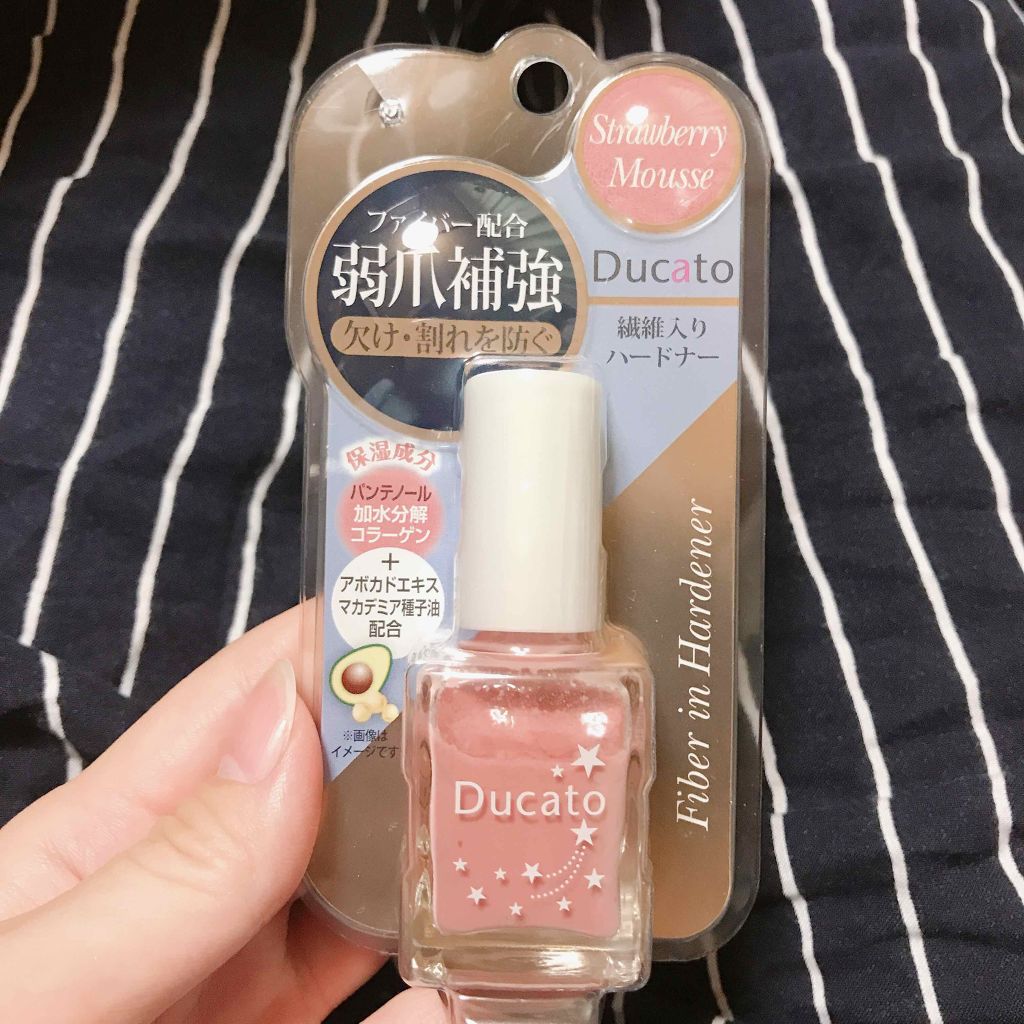 Strawberry
Mousse
ファイバー配合
弱爪補強
欠け・割れを防ぐ
Ducato
繊維入り
ハードナー
保湿成分
パンテノール
加水分解
コラーゲン
+
アボカドエキス
マカデミア種子油
配合
※画像は
イメージです
Fiber in Hardener
Ducato